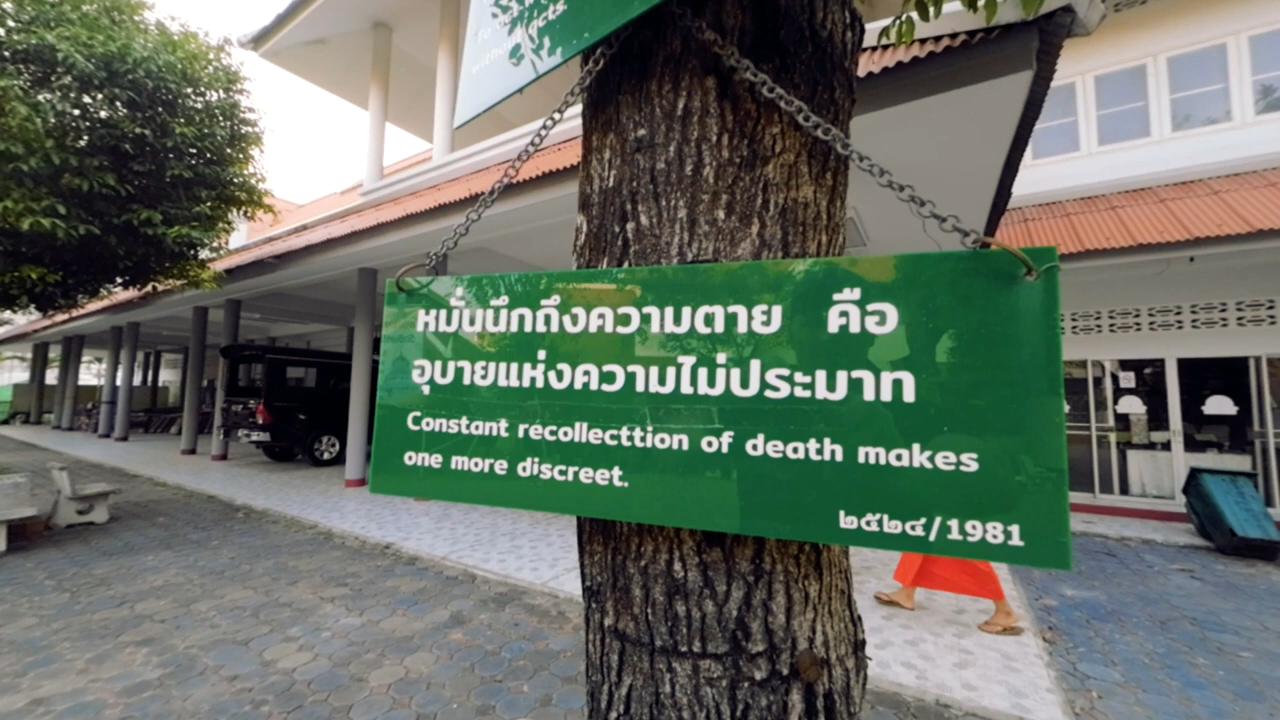 without acts.
หมั่นนึกถึงความตาย คือ
อุบายแห่งความไม่ประมาท
Constant recollecttion of death makes
one more discreet.
๒๕๒๔/1981